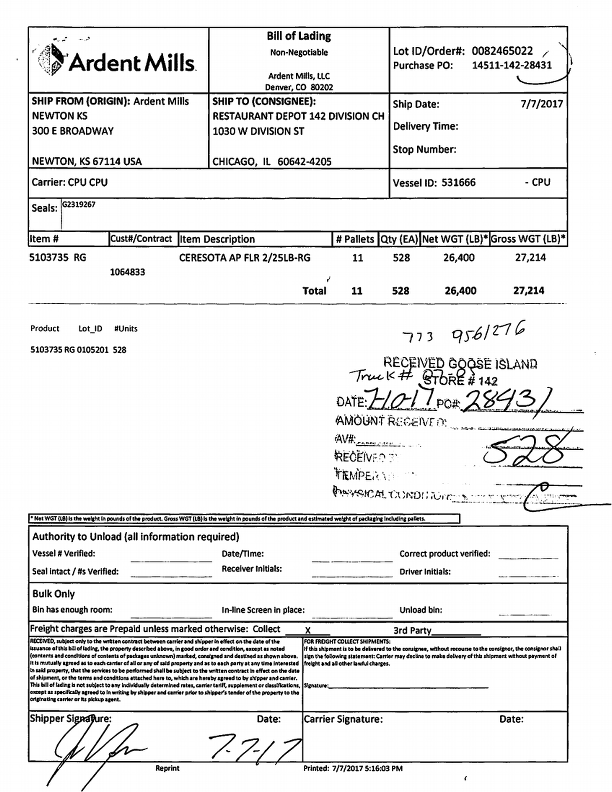 Ardent Mills
Bill of Lading
Non-Negotiable
Ardent Mills, LLC
Denver, CO 80202
Lot ID/Order#: 0082465022
Purchase PO: 14511-142-28431
SHIP FROM (ORIGIN): Ardent Mills
NEWTON KS
300 E BROADWAY
NEWTON, KS 67114 USA
SHIP TO (CONSIGNEE):
RESTAURANT DEPOT 142 DIVISION CH
1030 W DIVISION ST
CHICAGO, IL 60642-4205
Ship Date: 7/7/2017
Delivery Time:
Stop Number:
Carrier: CPU CPU
Vessel ID: 531666 - CPU
Seals: G2319267
Item # Cust#/Contract Item Description # Pallets Qty (EA) Net WGT (LB)* Gross WGT (LB)*
5103735 RG CERESOTA AP FLR 2/25LB-RG 11 528 26,400 27,214
1064833
Total 11 528 26,400 27,214
Product Lot_ID #Units
5103735 RG 0105201 528
773 956/276
RECEIVED GOOSE ISLAND
Truck # STORE # 142
DATE: PO#: 28431
AMOUNT RECEIVED:
AV#: 528
RECEIVE
TEMPERA
PHYSICAL CONDITION
* Net WGT (LB) is the weight in pounds of the product. Gross WGT (LB) is the weight in pounds of the product and estimated weight of packaging including pallets.
Authority to Unload (all information required)
Vessel # Verified: Date/Time: Correct product verified:
Seal intact / #s Verified: Receiver Initials: Driver Initials:
Bulk Only
Bin has enough room: In-line Screen in place: Unload bin:
Freight charges are Prepaid unless marked otherwise: Collect X 3rd Party
RECEIVED, subject only to the written contract between carrier and shipper in effect on the date of the
issuance of this bill of lading, the property described above, in good order and condition, except as noted
(contents and conditions of contents of packages unknown) marked, consigned and destined as shown above.
It is mutually agreed as to each carrier of all or any of said property and as to each party at any time interested
in said property, that the services to be performed shall be subject to the written contract in effect on the date
of shipment, or the terms and conditions attached here to, which are hereby agreed to by shipper and carrier.
This bill of lading is not subject to any individually determined rates, carrier tariff, supplement or classifications,
except as specifically agreed to in writing by shipper and carrier prior to shipper's tender of the property to the
originating carrier or its pickup agent.
FOR FREIGHT COLLECT SHIPMENTS:
If this shipment is to be delivered to the consignee, without recourse to the consignor, the consignor shall
sign the following statement: Carrier may decline to make delivery of this shipment without payment of
freight and all other lawful charges.
Signature:
Shipper Signature: Date: Carrier Signature: Date:
7-7-17
Reprint Printed: 7/7/2017 5:16:03 PM